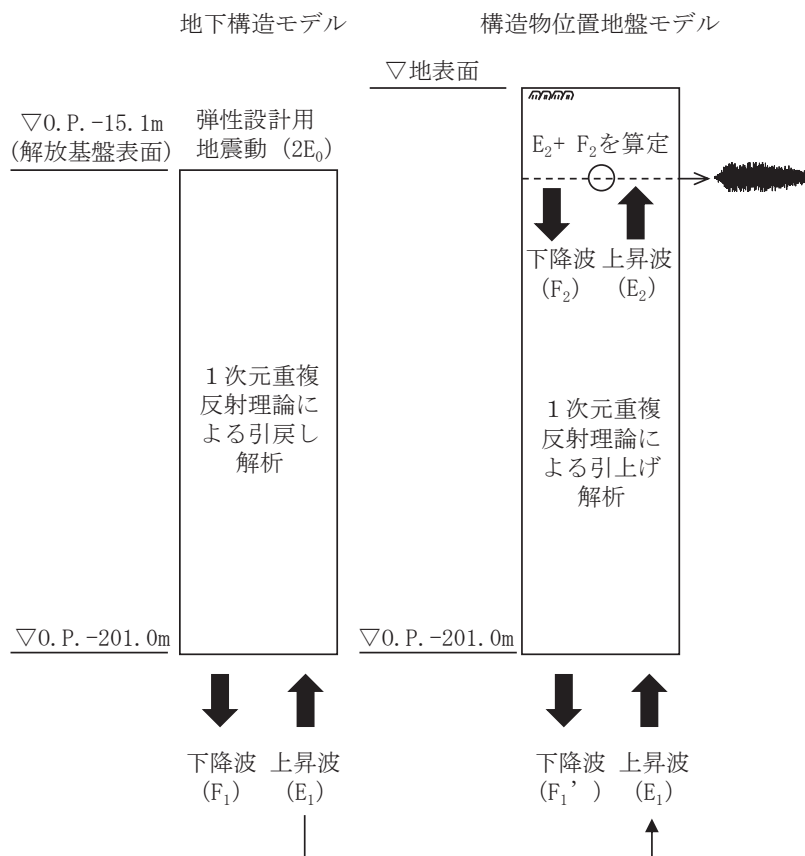 地下構造モデル
構造物位置地盤モデル
▽地表面
▽O.P.-15.1m
(解放基盤表面)
弾性設計用
地震動 (2E₀)
E₂+ F₂を算定
下降波
(F₂)
上昇波
(E₂)
1次元重複
反射理論に
よる引戻し
解析
1次元重複
反射理論に
よる引上げ
解析
▽O.P.-201.0m
▽O.P.-201.0m
下降波
(F₁)
上昇波
(E₁)
下降波
(F₁’)
上昇波
(E₁)